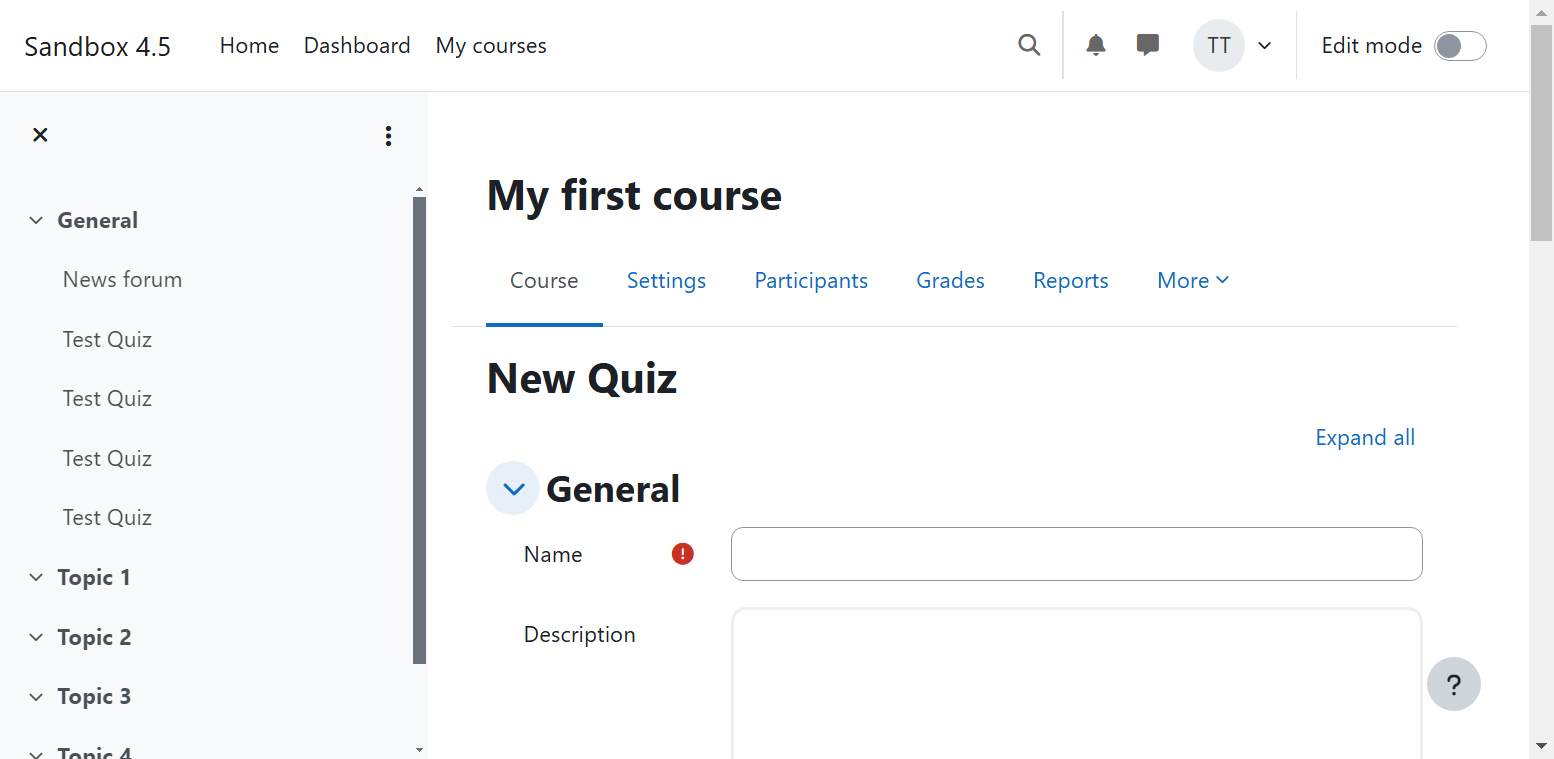 Sandbox 4.5 Home Dashboard My courses TT Edit mode
General
News forum
Test Quiz
Test Quiz
Test Quiz
Test Quiz
Topic 1
Topic 2
Topic 3
Topic 4
My first course
Course Settings Participants Grades Reports More
New Quiz
Expand all
General
Name !
Description
?